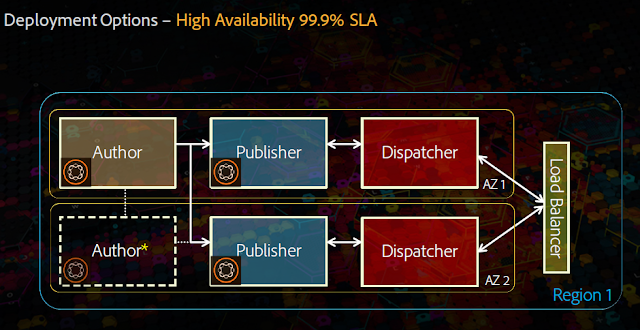 Deployment Options – High Availability 99.9% SLA
Author
Publisher
Dispatcher
AZ 1
Load Balancer
Author*
Publisher
Dispatcher
AZ 2
Region 1